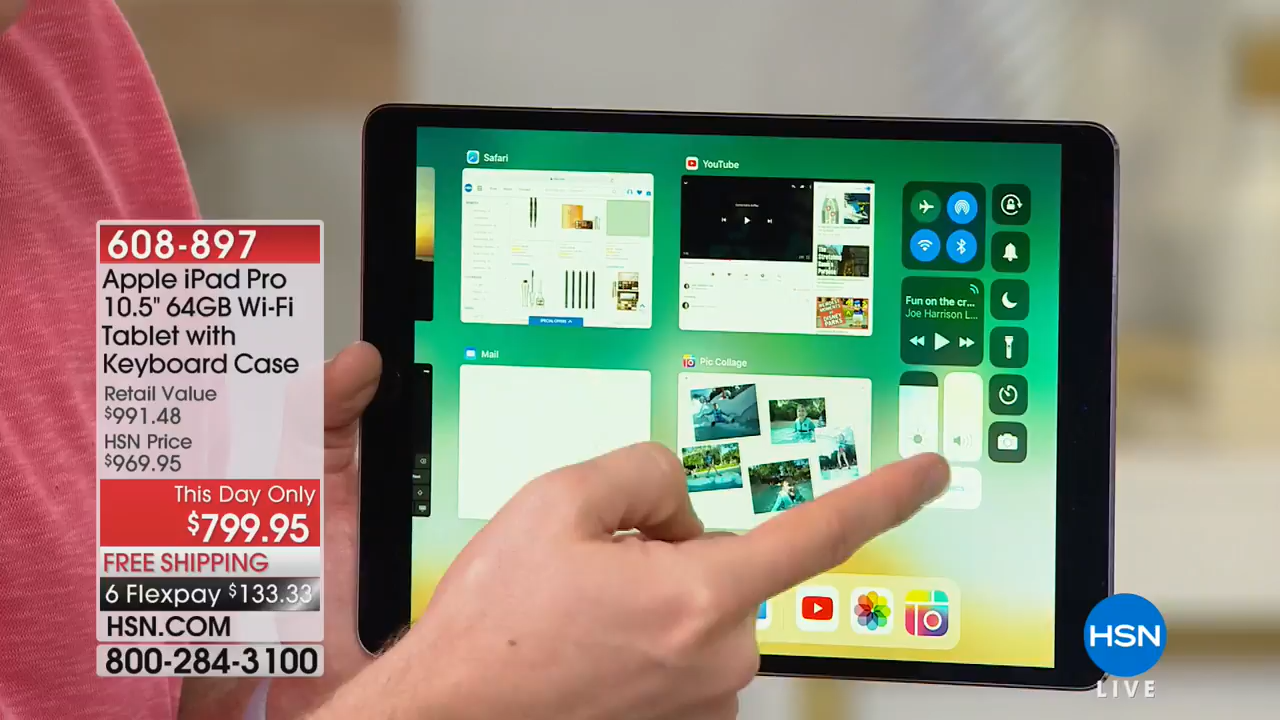 608-897
Apple iPad Pro
10.5" 64GB Wi-Fi
Tablet with
Keyboard Case
Retail Value
$991.48
HSN Price
$969.95
This Day Only
$799.95
FREE SHIPPING
6 Flexpay $133.33
HSN.COM
800-284-3100
Safari
YouTube
SPECIAL OFFERS
Fun on the cr...
Joe Harrison L...
Mail
Pic Collage
HSN
LIVE